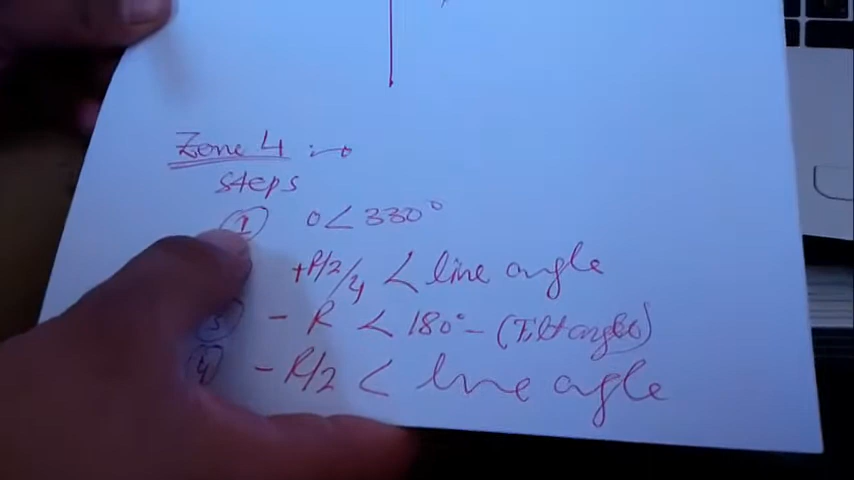 Zone 4 :→
Steps
① 0<330°
+R/2/4 < line angle
③ - R < 180° - (Tilt angle)
④ - R/2 < line angle